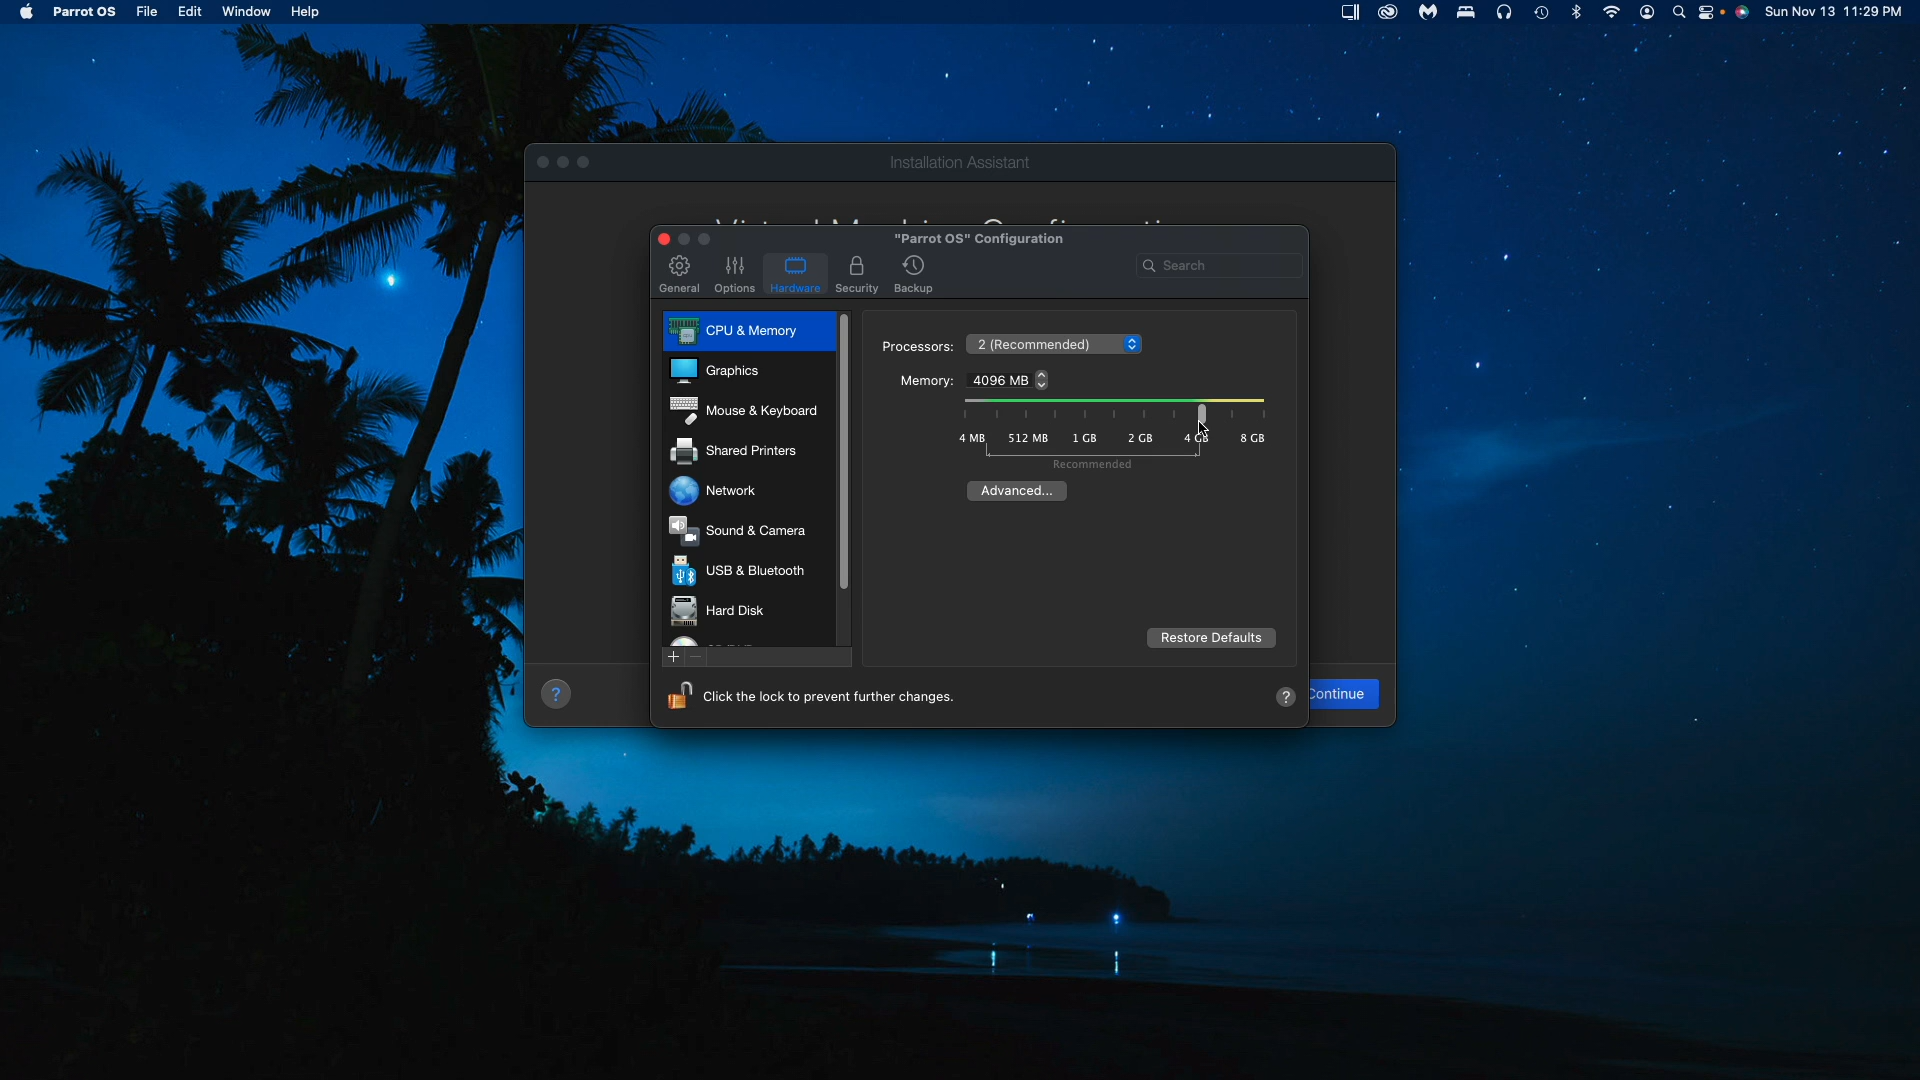 Parrot OS File Edit Window Help Sun Nov 13 11:29 PM
Installation Assistant
"Parrot OS" Configuration
General Options Hardware Security Backup Search
CPU & Memory
Graphics
Mouse & Keyboard
Shared Printers
Network
Sound & Camera
USB & Bluetooth
Hard Disk
Processors: 2 (Recommended)
Memory: 4096 MB
4 MB 512 MB 1 GB 2 GB 4 GB 8 GB
Recommended
Advanced...
Restore Defaults
+ −
Click the lock to prevent further changes. ?
? Continue